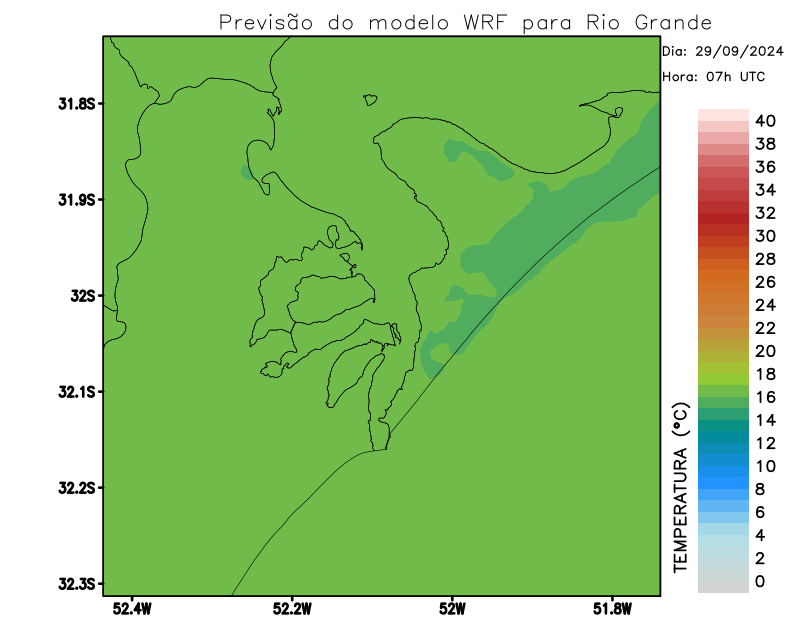 Previsão do modelo WRF para Rio Grande
Dia: 29/09/2024
Hora: 07h UTC
31.8S
31.9S
32S
32.1S
32.2S
32.3S
52.4W
52.2W
52W
51.8W
TEMPERATURA (°C)
40
38
36
34
32
30
28
26
24
22
20
18
16
14
12
10
8
6
4
2
0